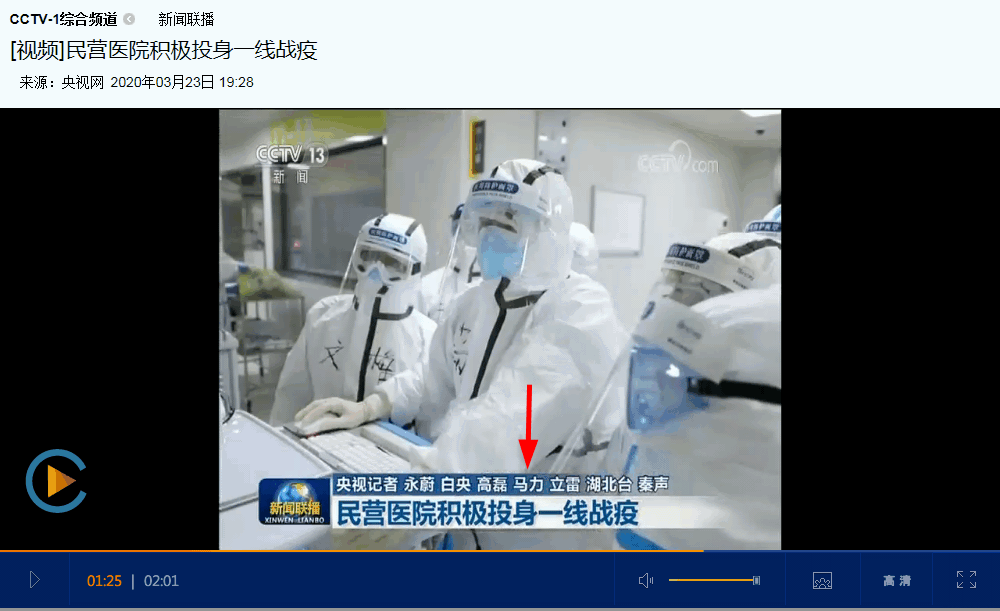 CCTV-1综合频道 新闻联播
[视频]民营医院积极投身一线战疫
来源：央视网 2020年03月23日 19:28
CCTV 13
新闻
CCTV.com
央视记者 永蔚 白央 高磊 马力 立雷 湖北台 秦声
新闻联播
XINWEN LIANBO
民营医院积极投身一线战疫
01:25 | 02:01
高清